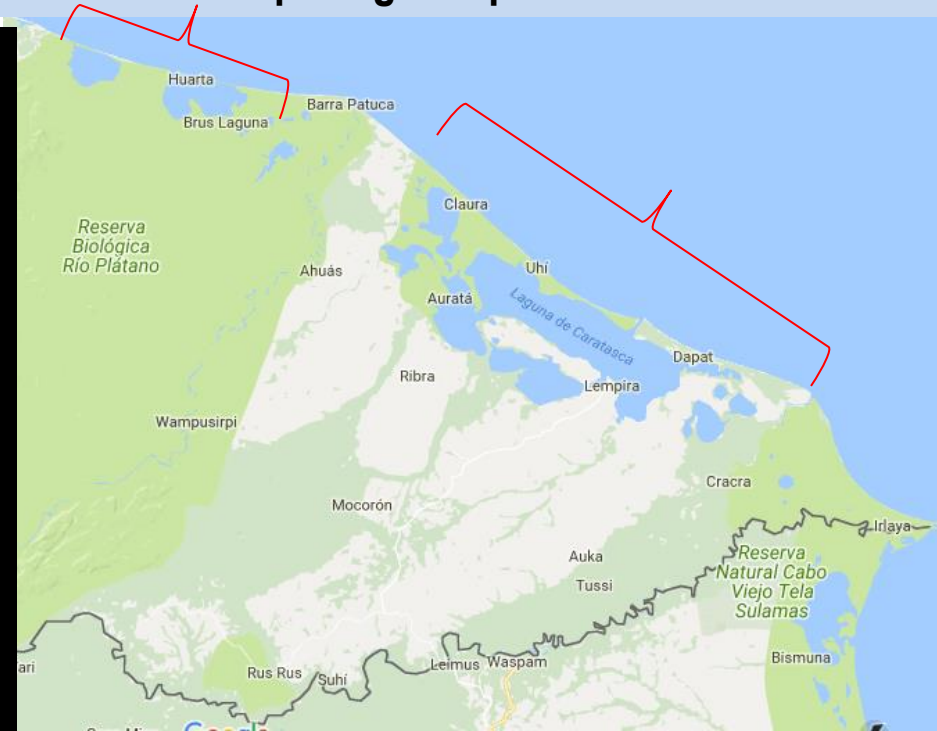 Huarta
Barra Patuca
Brus Laguna
Claura
Reserva
Biológica
Río Plátano
Ahuás
Uhí
Auratá
Laguna de Caratasca
Dapat
Ribra
Lempira
Wampusirpi
Cracra
Mocorón
Irlaya
Auka
Reserva
Natural Cabo
Viejo Tela
Sulamas
Tussi
Bismuna
Leimus
Waspam
Rus Rus
Suhí